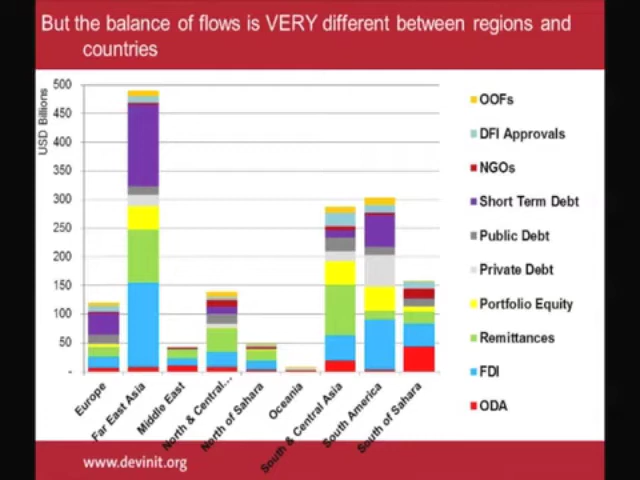 But the balance of flows is VERY different between regions and
countries
USD Billions
500
450
400
350
300
250
200
150
100
50
-
Europe
Far East Asia
Middle East
North & Central...
North of Sahara
Oceania
South & Central Asia
South America
South of Sahara
OOFs
DFI Approvals
NGOs
Short Term Debt
Public Debt
Private Debt
Portfolio Equity
Remittances
FDI
ODA
www.devinit.org